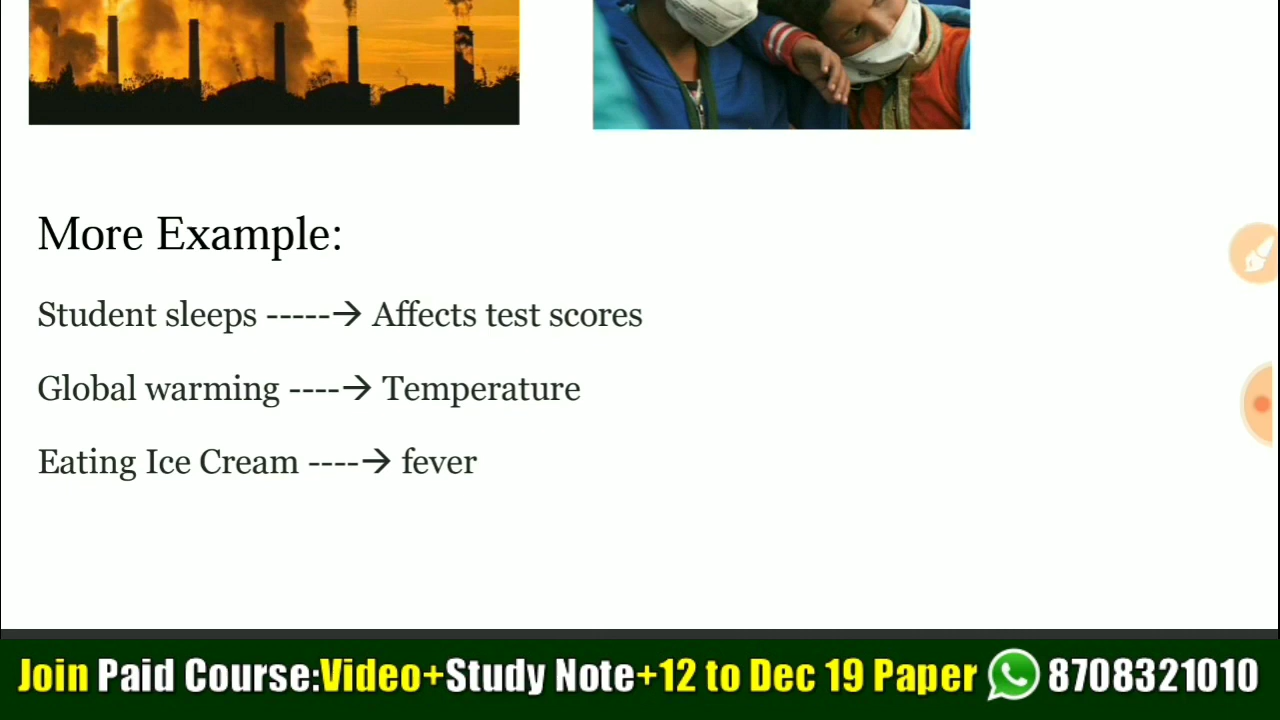 More Example:
Student sleeps -----→ Affects test scores
Global warming ----→ Temperature
Eating Ice Cream ----→ fever
Join Paid Course:Video+Study Note+12 to Dec 19 Paper 8708321010